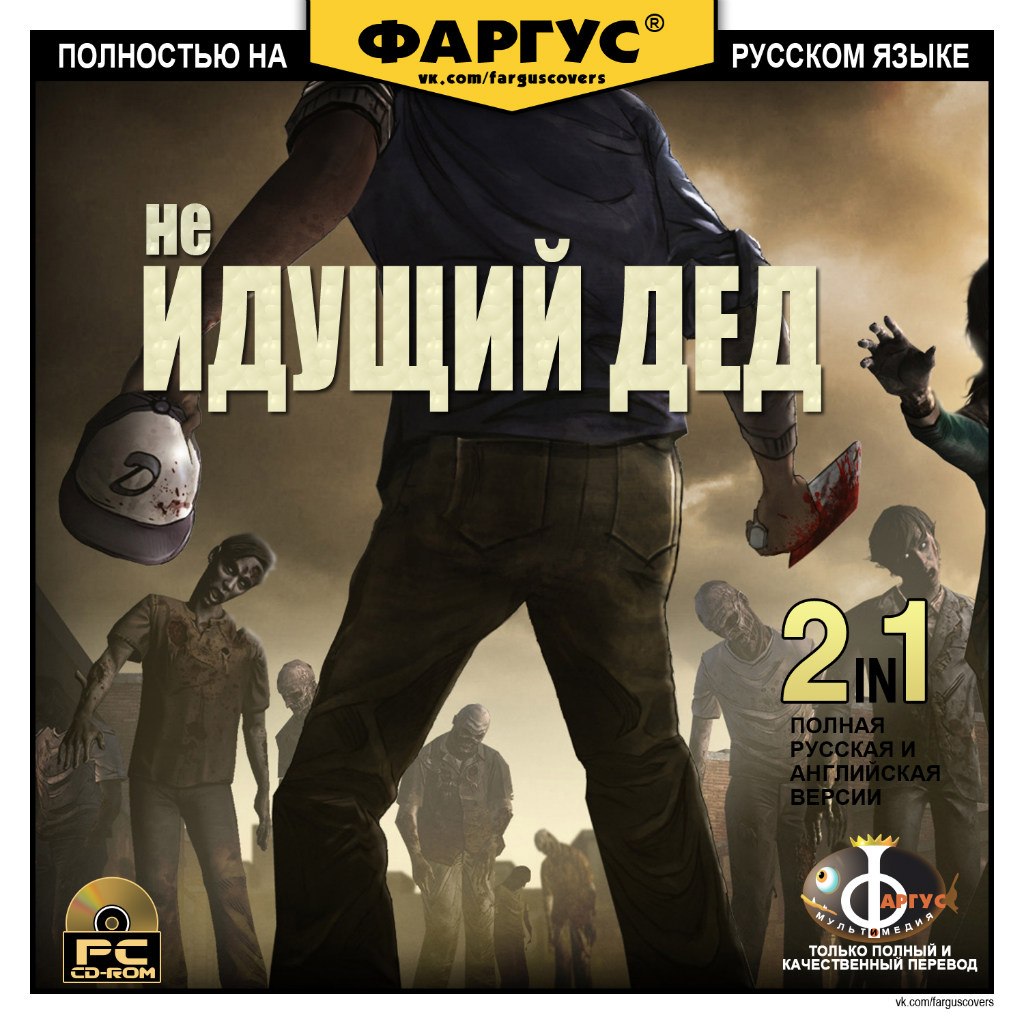 ПОЛНОСТЬЮ НА
ФАРГУС®
vk.com/farguscovers
РУССКОМ ЯЗЫКЕ
не
ИДУЩИЙ ДЕД
D
2IN1
ПОЛНАЯ
РУССКАЯ И
АНГЛИЙСКАЯ
ВЕРСИИ
ФАРГУС
МУЛЬТИМЕДИЯ
ТОЛЬКО ПОЛНЫЙ И
КАЧЕСТВЕННЫЙ ПЕРЕВОД
PC
CD-ROM
vk.com/farguscovers